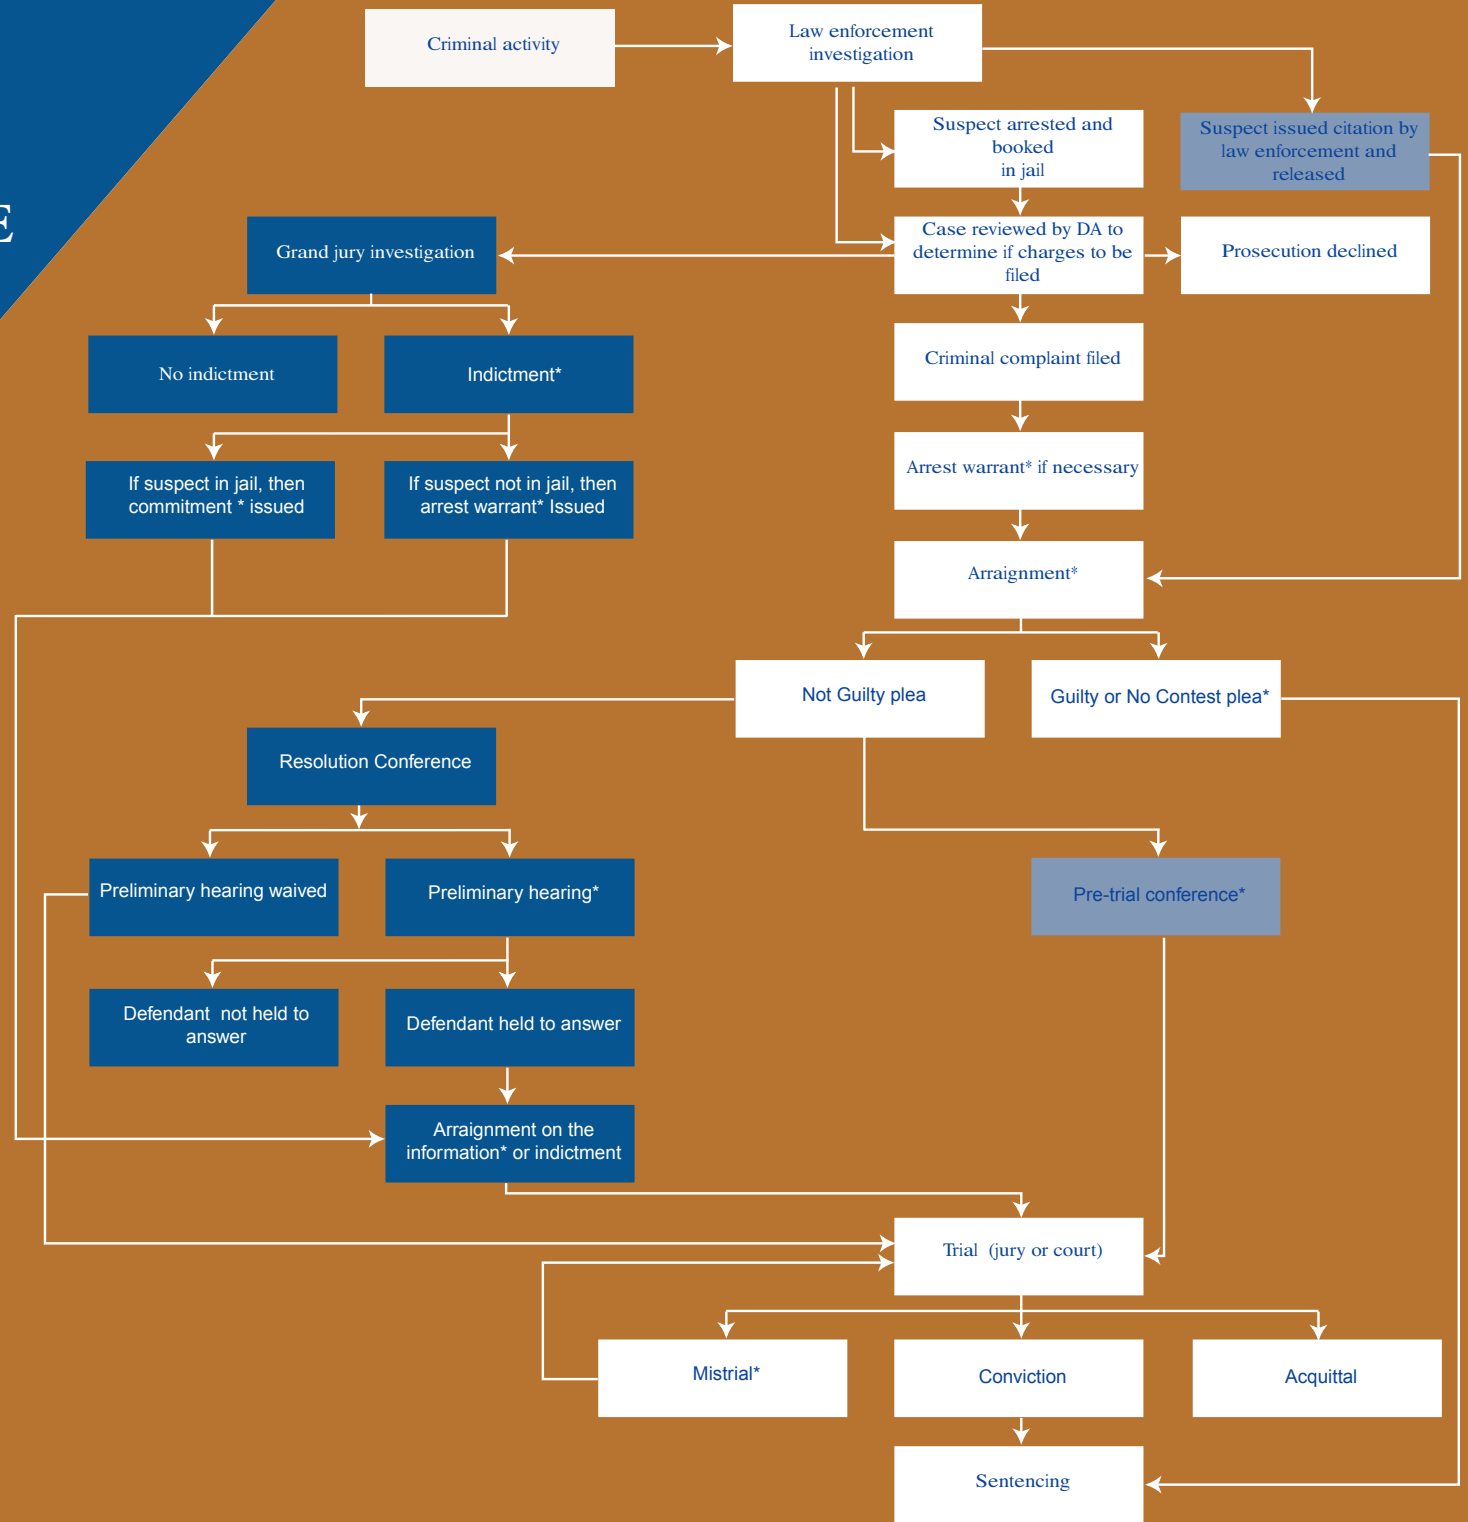 Criminal activity
Law enforcement
investigation
Suspect arrested and
booked
in jail
Suspect issued citation by
law enforcement and
released
E
Grand jury investigation
Case reviewed by DA to
determine if charges to be
filed
Prosecution declined
No indictment
Indictment*
Criminal complaint filed
If suspect in jail, then
commitment * issued
If suspect not in jail, then
arrest warrant* Issued
Arrest warrant* if necessary
Arraignment*
Not Guilty plea
Guilty or No Contest plea*
Resolution Conference
Preliminary hearing waived
Preliminary hearing*
Pre-trial conference*
Defendant  not held to
answer
Defendant held to answer
Arraignment on the
information* or indictment
Trial  (jury or court)
Mistrial*
Conviction
Acquittal
Sentencing